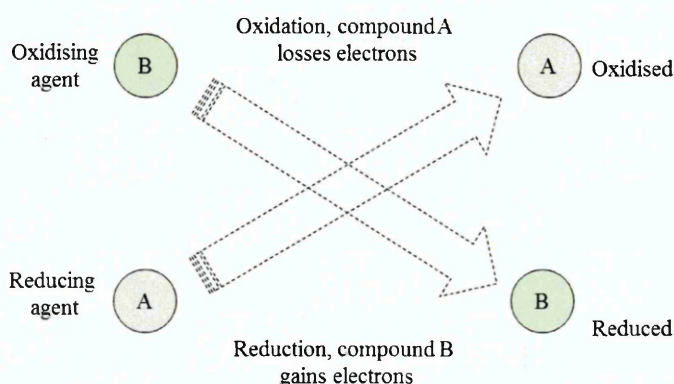 Oxidation, compound A
losses electrons
Oxidising
agent
B
A
Oxidised
Reducing
agent
A
B
Reduced
Reduction, compound B
gains electrons